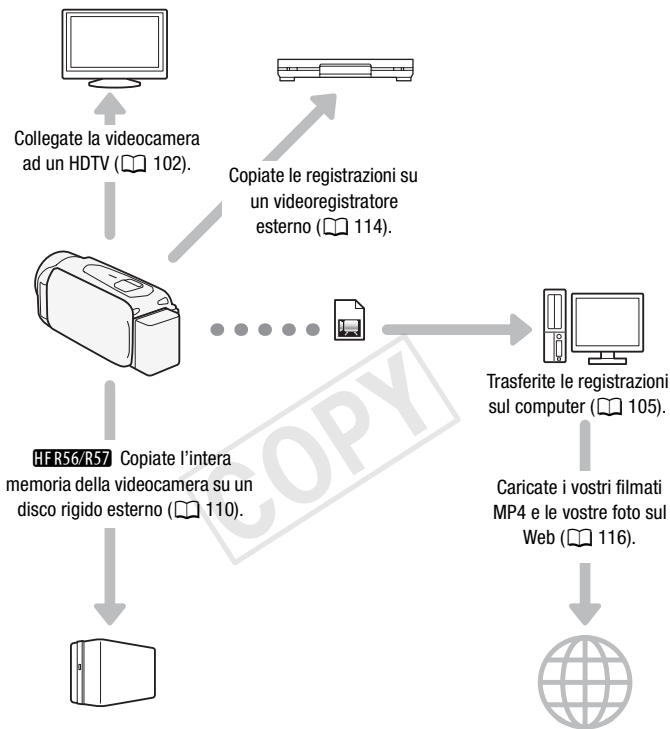 Collegate la videocamera
ad un HDTV (📖 102).
Copiate le registrazioni su
un videoregistratore
esterno (📖 114).
Trasferite le registrazioni
sul computer (📖 105).
HF R56/R57 Copiate l'intera
memoria della videocamera su un
disco rigido esterno (📖 110).
Caricate i vostri filmati
MP4 e le vostre foto sul
Web (📖 116).
COPY